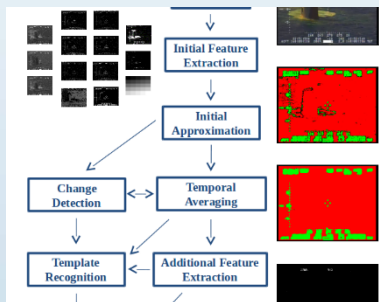 Initial Feature
Extraction
Initial
Approximation
Change
Detection
Temporal
Averaging
Template
Recognition
Additional Feature
Extraction